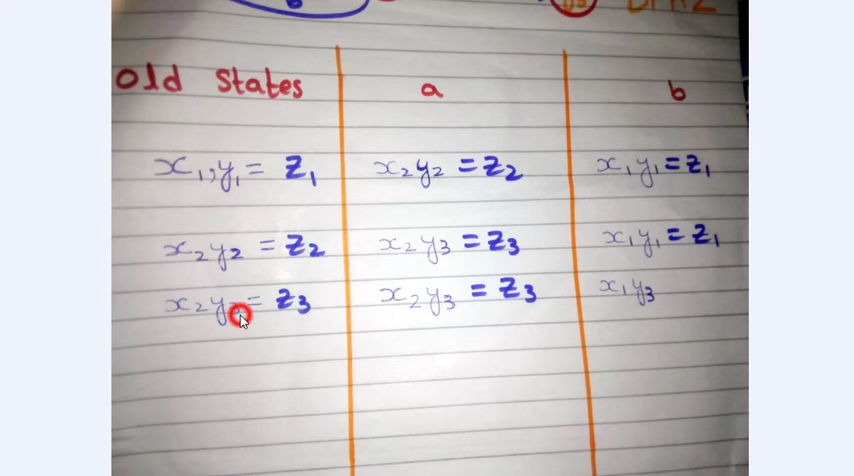 old states a b
x₁,y₁ = z₁ x₂y₂ = z₂ x₁y₁ = z₁
x₂y₂ = z₂ x₂y₃ = z₃ x₁y₁ = z₁
x₂y = z₃ x₂y₃ = z₃ x₁y₃